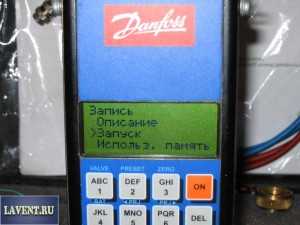 Danfoss
Запись
Описание
>Запуск
Использ. память
VALVE PRESET ZERO
ABC DEF GHI ON
1 2 3
JKL MNO PQR DEL
4 5 6
LAVENT.RU